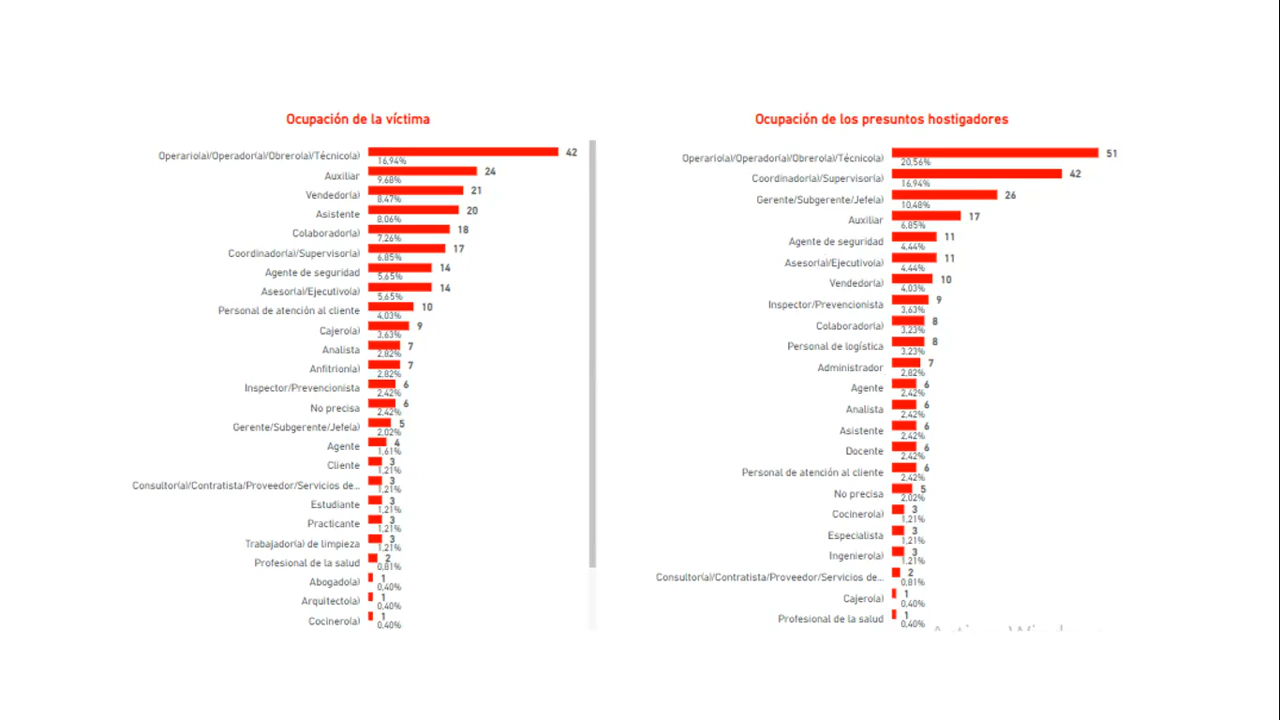 Ocupación de la víctima
Operario(a)/Operador(a)/Obrero(a)/Técnico(a) 42
16,94%
Auxiliar 24
9,68%
Vendedor(a) 21
8,47%
Asistente 20
8,06%
Colaborador(a) 18
7,26%
Coordinador(a)/Supervisor(a) 17
6,85%
Agente de seguridad 14
5,65%
Asesor(a)/Ejecutivo(a) 14
5,65%
Personal de atención al cliente 10
4,03%
Cajero(a) 9
3,63%
Analista 7
2,82%
Anfitrion(a) 7
2,82%
Inspector/Prevencionista 6
2,42%
No precisa 6
2,42%
Gerente/Subgerente/Jefe(a) 5
2,02%
Agente 4
1,61%
Cliente 3
1,21%
Consultor(a)/Contratista/Proveedor/Servicios de... 3
1,21%
Estudiante 3
1,21%
Practicante 3
1,21%
Trabajador(a) de limpieza 3
1,21%
Profesional de la salud 2
0,81%
Abogado(a) 1
0,40%
Arquitecto(a) 1
0,40%
Cocinero(a) 1
0,40%
Ocupación de los presuntos hostigadores
Operario(a)/Operador(a)/Obrero(a)/Técnico(a) 51
20,56%
Coordinador(a)/Supervisor(a) 42
16,94%
Gerente/Subgerente/Jefe(a) 26
10,48%
Auxiliar 17
6,85%
Agente de seguridad 11
4,44%
Asesor(a)/Ejecutivo(a) 11
4,44%
Vendedor(a) 10
4,03%
Inspector/Prevencionista 9
3,63%
Colaborador(a) 8
3,23%
Personal de logística 8
3,23%
Administrador 7
2,82%
Agente 6
2,42%
Analista 6
2,42%
Asistente 6
2,42%
Docente 6
2,42%
Personal de atención al cliente 6
2,42%
No precisa 5
2,02%
Cocinero(a) 3
1,21%
Especialista 3
1,21%
Ingeniero(a) 3
1,21%
Consultor(a)/Contratista/Proveedor/Servicios de... 2
0,81%
Cajero(a) 1
0,40%
Profesional de la salud 1
0,40%